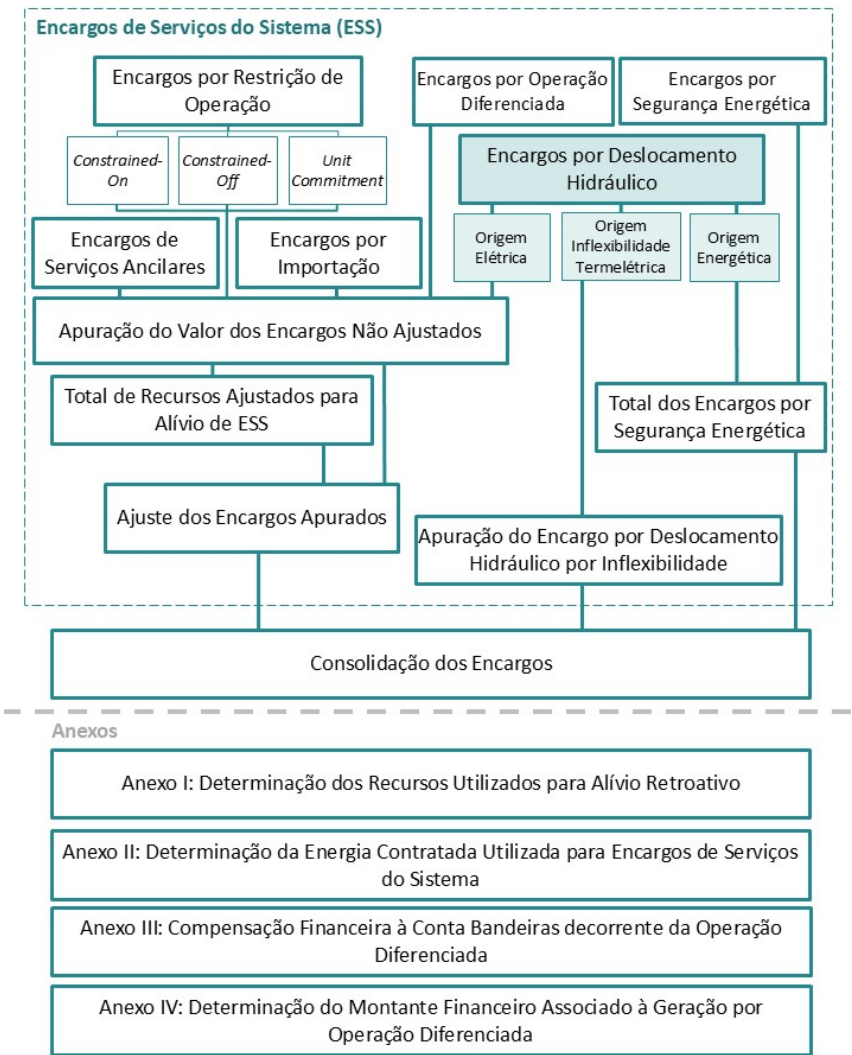 Encargos de Serviços do Sistema (ESS)
Encargos por Restrição de
Operação
Constrained-
On
Constrained-
Off
Unit
Commitment
Encargos por Operação
Diferenciada
Encargos por
Segurança Energética
Encargos por Deslocamento
Hidráulico
Origem
Elétrica
Origem
Inflexibilidade
Termelétrica
Origem
Energética
Encargos de
Serviços Ancilares
Encargos por
Importação
Apuração do Valor dos Encargos Não Ajustados
Total de Recursos Ajustados para
Alívio de ESS
Total dos Encargos por
Segurança Energética
Ajuste dos Encargos Apurados
Apuração do Encargo por Deslocamento
Hidráulico por Inflexibilidade
Consolidação dos Encargos
Anexos
Anexo I: Determinação dos Recursos Utilizados para Alívio Retroativo
Anexo II: Determinação da Energia Contratada Utilizada para Encargos de Serviços
do Sistema
Anexo III: Compensação Financeira à Conta Bandeiras decorrente da Operação
Diferenciada
Anexo IV: Determinação do Montante Financeiro Associado à Geração por
Operação Diferenciada